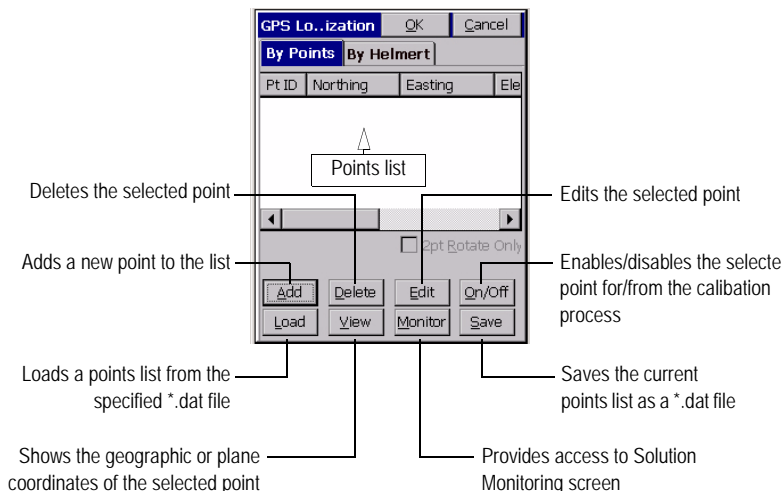 GPS Lo..ization OK Cancel
By Points By Helmert
Pt ID Northing Easting Ele
Points list
Deletes the selected point
Edits the selected point
2pt Rotate Only
Adds a new point to the list
Enables/disables the selecte
point for/from the calibation
process
Add Delete Edit On/Off
Load View Monitor Save
Loads a points list from the
specified *.dat file
Saves the current
points list as a *.dat file
Shows the geographic or plane
coordinates of the selected point
Provides access to Solution
Monitoring screen